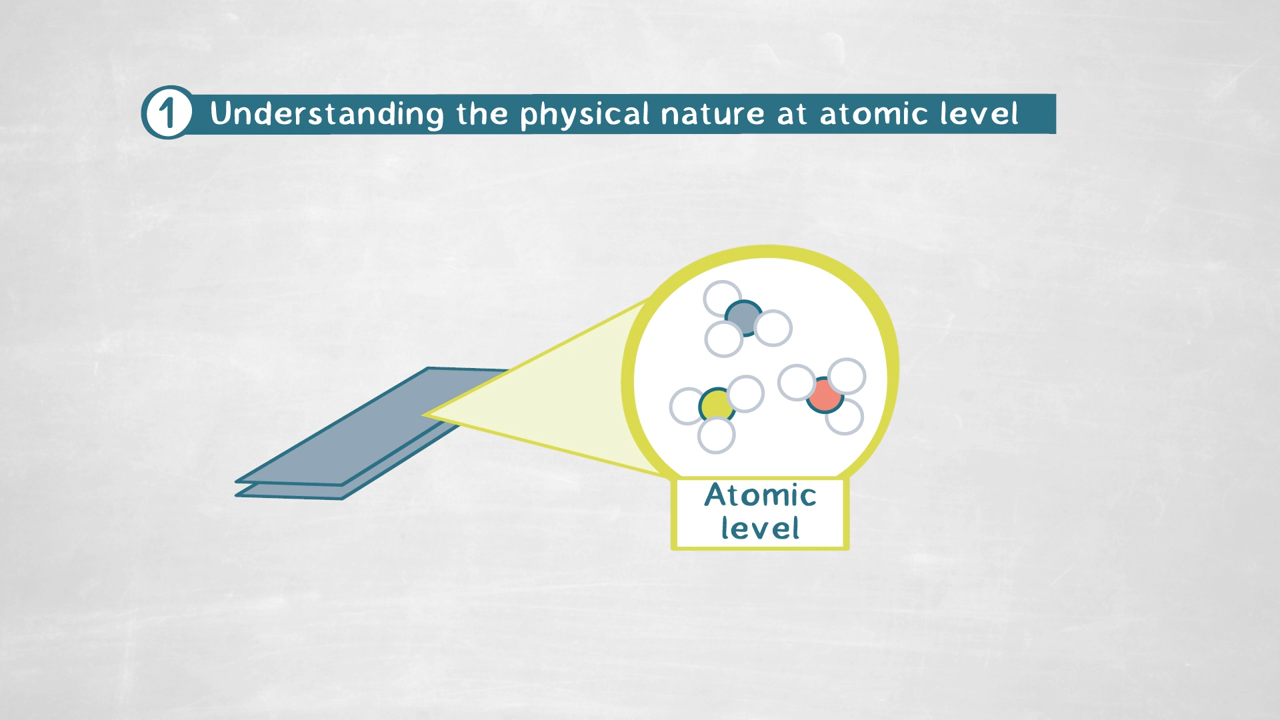 1 Understanding the physical nature at atomic level
Atomic
level